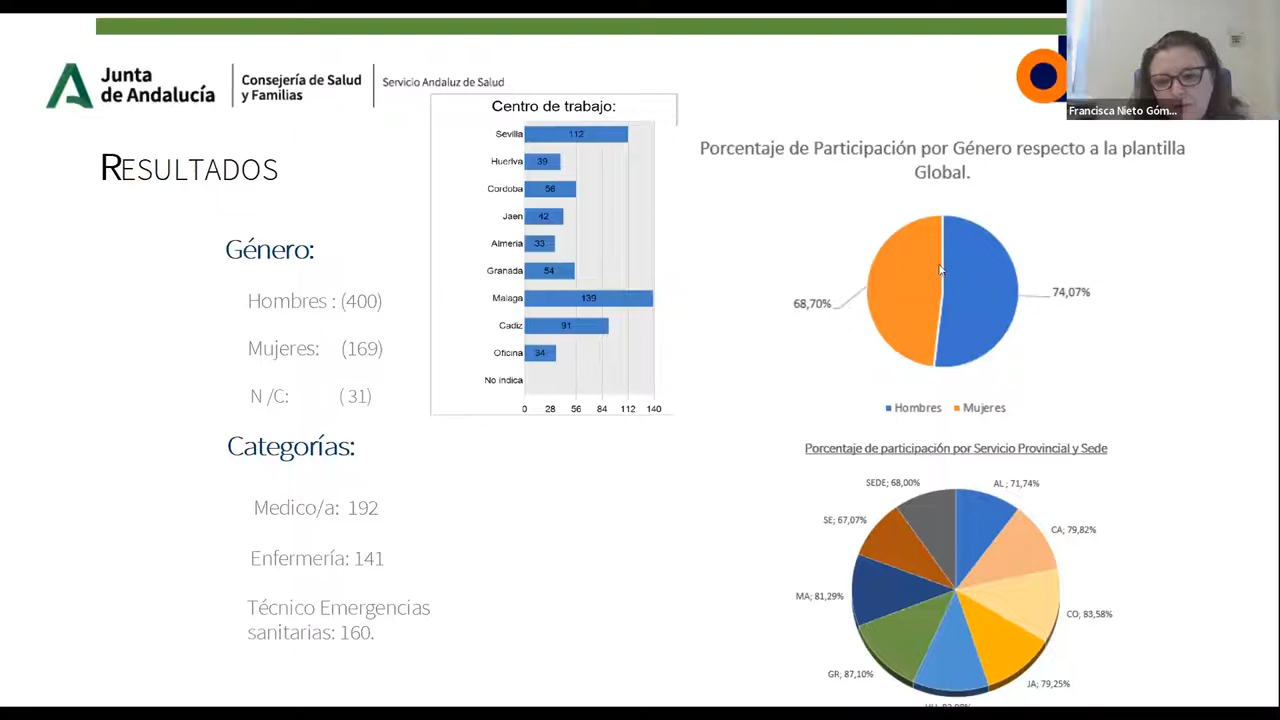 Junta
de Andalucía
Consejería de Salud
y Familias
Servicio Andaluz de Salud
Francisca Nieto Góm...
RESULTADOS
Género:
Hombres : (400)
Mujeres: (169)
N /C: ( 31)
Categorías:
Medico/a: 192
Enfermería: 141
Técnico Emergencias
sanitarias: 160.
Centro de trabajo:
Sevilla 112
Huelva 39
Cordoba 56
Jaen 42
Almeria 33
Granada 54
Malaga 139
Cadiz 91
Oficina 34
No indica
0 28 56 84 112 140
Porcentaje de Participación por Género respecto a la plantilla
Global.
68,70%
74,07%
Hombres Mujeres
Porcentaje de participación por Servicio Provincial y Sede
SEDE; 68,00%
AL ; 71,74%
SE; 67,07%
CA; 79,82%
MA; 81,29%
CO; 83,58%
GR; 87,10%
JA; 79,25%